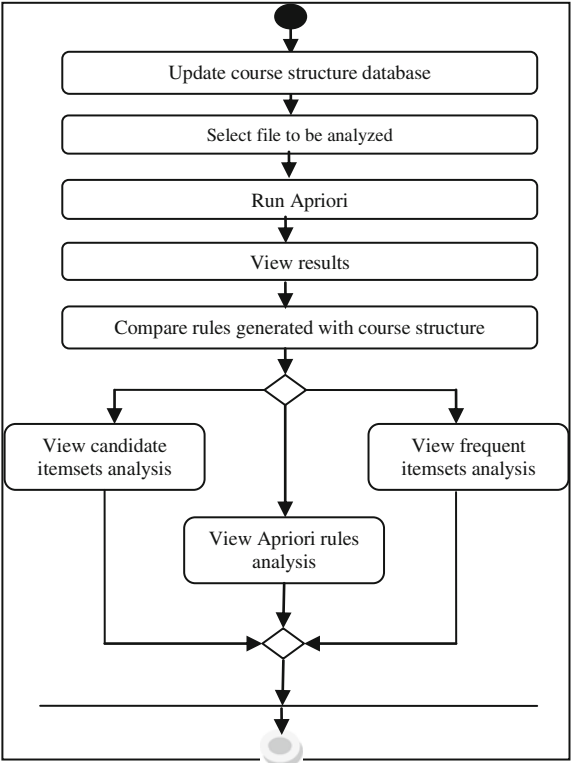 Update course structure database
Select file to be analyzed
Run Apriori
View results
Compare rules generated with course structure
View candidate
itemsets analysis
View frequent
itemsets analysis
View Apriori rules
analysis